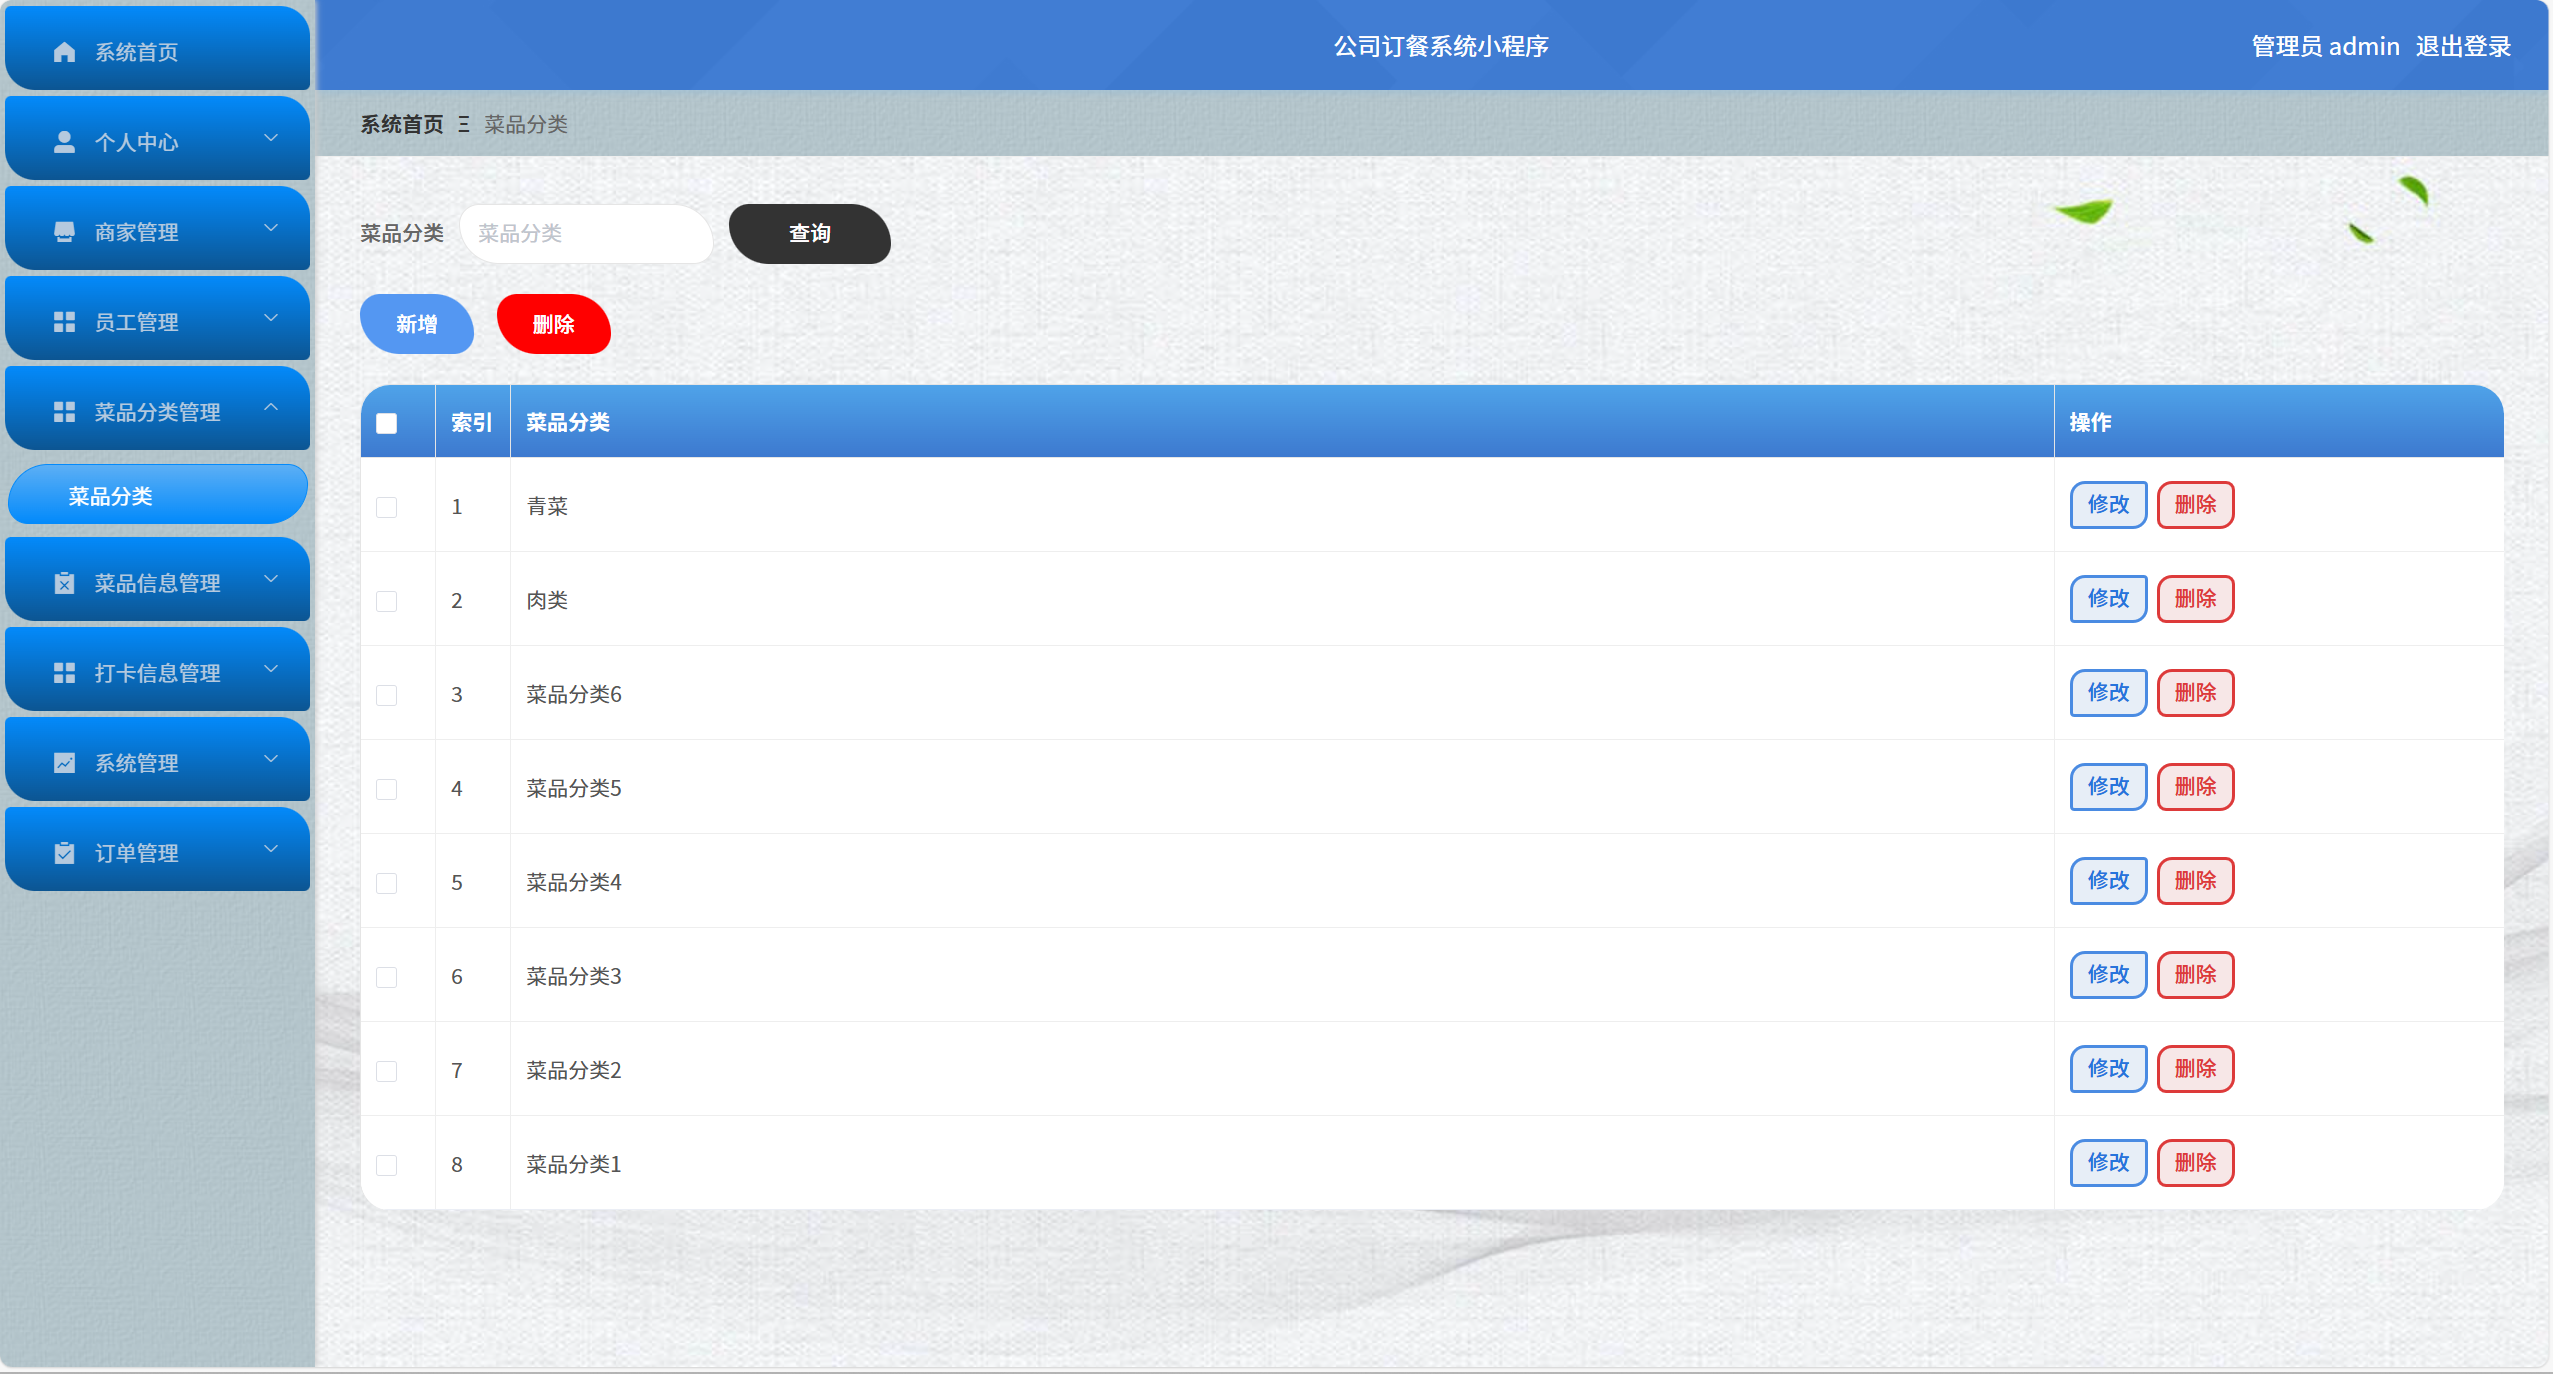 系统首页
个人中心
商家管理
员工管理
菜品分类管理
菜品分类
菜品信息管理
打卡信息管理
系统管理
订单管理
公司订餐系统小程序
管理员 admin 退出登录
系统首页 Ξ 菜品分类
菜品分类 菜品分类 查询
新增 删除
索引 菜品分类 操作
1 青菜 修改 删除
2 肉类 修改 删除
3 菜品分类6 修改 删除
4 菜品分类5 修改 删除
5 菜品分类4 修改 删除
6 菜品分类3 修改 删除
7 菜品分类2 修改 删除
8 菜品分类1 修改 删除